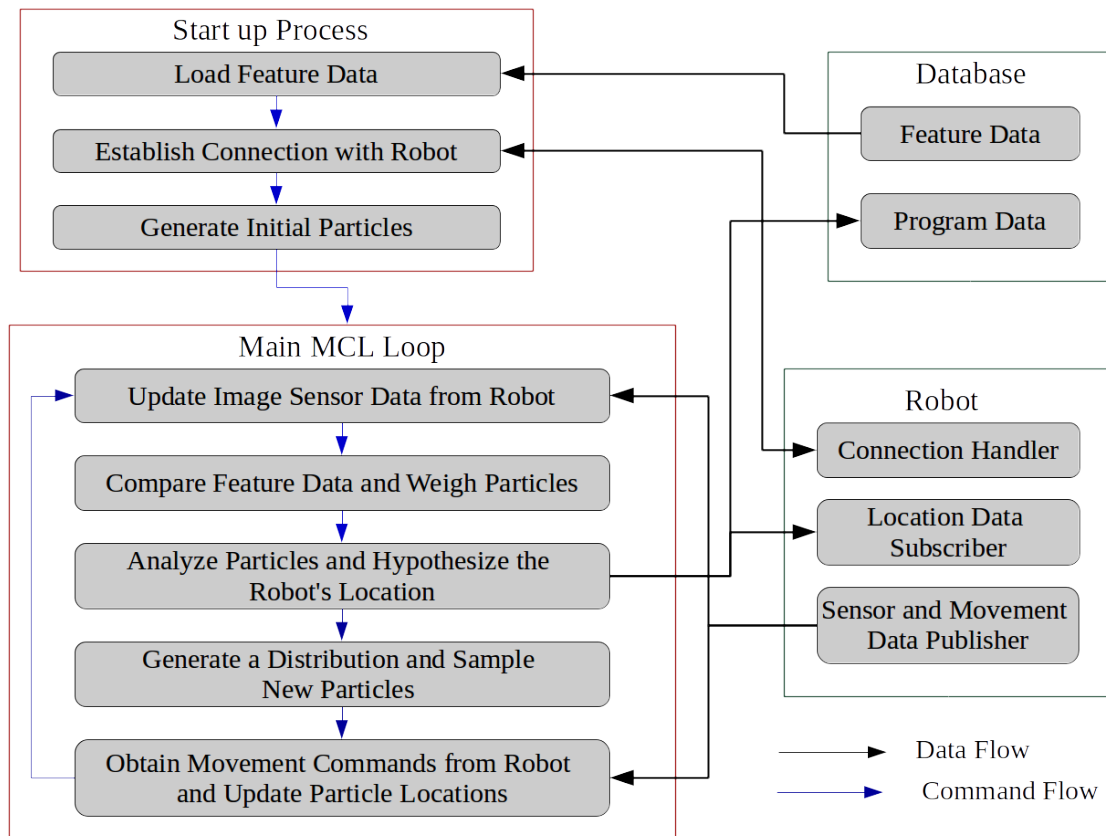 Start up Process
Load Feature Data
Establish Connection with Robot
Generate Initial Particles
Database
Feature Data
Program Data
Main MCL Loop
Update Image Sensor Data from Robot
Compare Feature Data and Weigh Particles
Analyze Particles and Hypothesize the
Robot's Location
Generate a Distribution and Sample
New Particles
Obtain Movement Commands from Robot
and Update Particle Locations
Robot
Connection Handler
Location Data
Subscriber
Sensor and Movement
Data Publisher
Data Flow
Command Flow